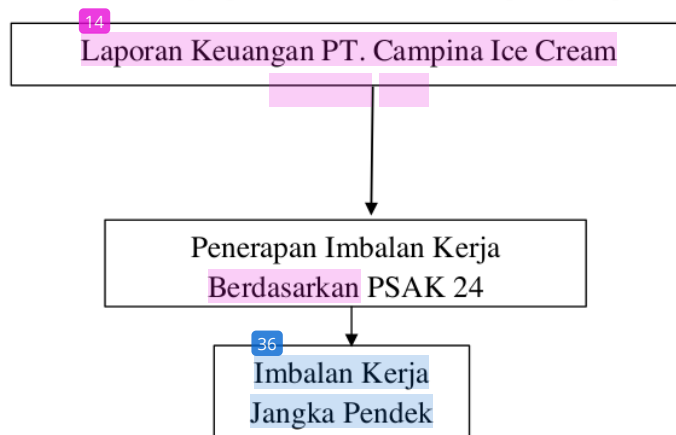 14
Laporan Keuangan PT. Campina Ice Cream
Penerapan Imbalan Kerja
Berdasarkan PSAK 24
36
Imbalan Kerja
Jangka Pendek